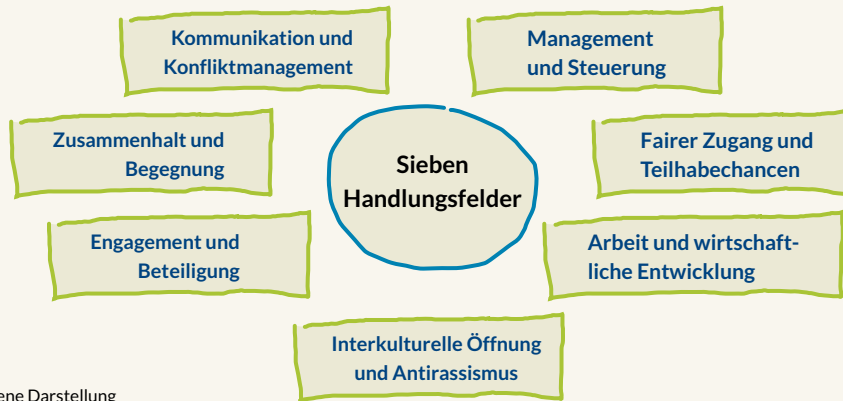 Kommunikation und
Konfliktmanagement
Management
und Steuerung
Zusammenhalt und
Begegnung
Sieben
Handlungsfelder
Fairer Zugang und
Teilhabechancen
Engagement und
Beteiligung
Arbeit und wirtschaft-
liche Entwicklung
Interkulturelle Öffnung
und Antirassismus
ene Darstellung